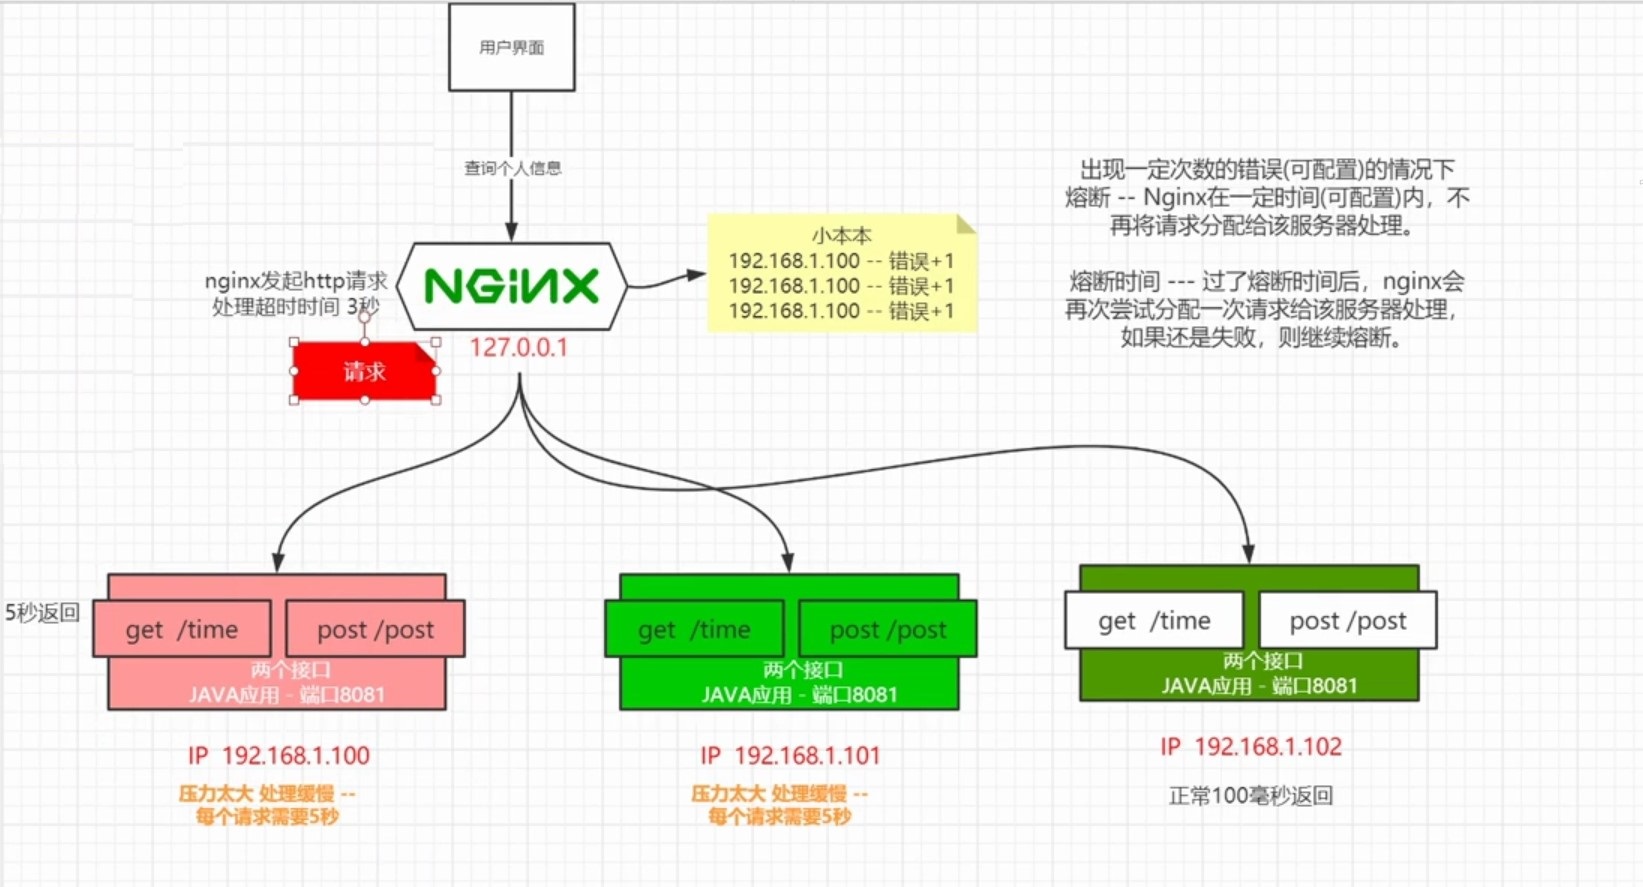 用户界面
查询个人信息
出现一定次数的错误(可配置)的情况下
熔断 -- Nginx在一定时间(可配置)内，不
再将请求分配给该服务器处理。
熔断时间 --- 过了熔断时间后，nginx会
再次尝试分配一次请求给该服务器处理，
如果还是失败，则继续熔断。
小本本
192.168.1.100 -- 错误+1
192.168.1.100 -- 错误+1
192.168.1.100 -- 错误+1
nginx发起http请求
处理超时时间 3秒
NGiNX
127.0.0.1
请求
5秒返回
get /time
post /post
两个接口
JAVA应用 - 端口8081
IP 192.168.1.100
压力太大 处理缓慢 --
每个请求需要5秒
get /time
post /post
两个接口
JAVA应用 - 端口8081
IP 192.168.1.101
压力太大 处理缓慢 --
每个请求需要5秒
get /time
post /post
两个接口
JAVA应用 - 端口8081
IP 192.168.1.102
正常100毫秒返回